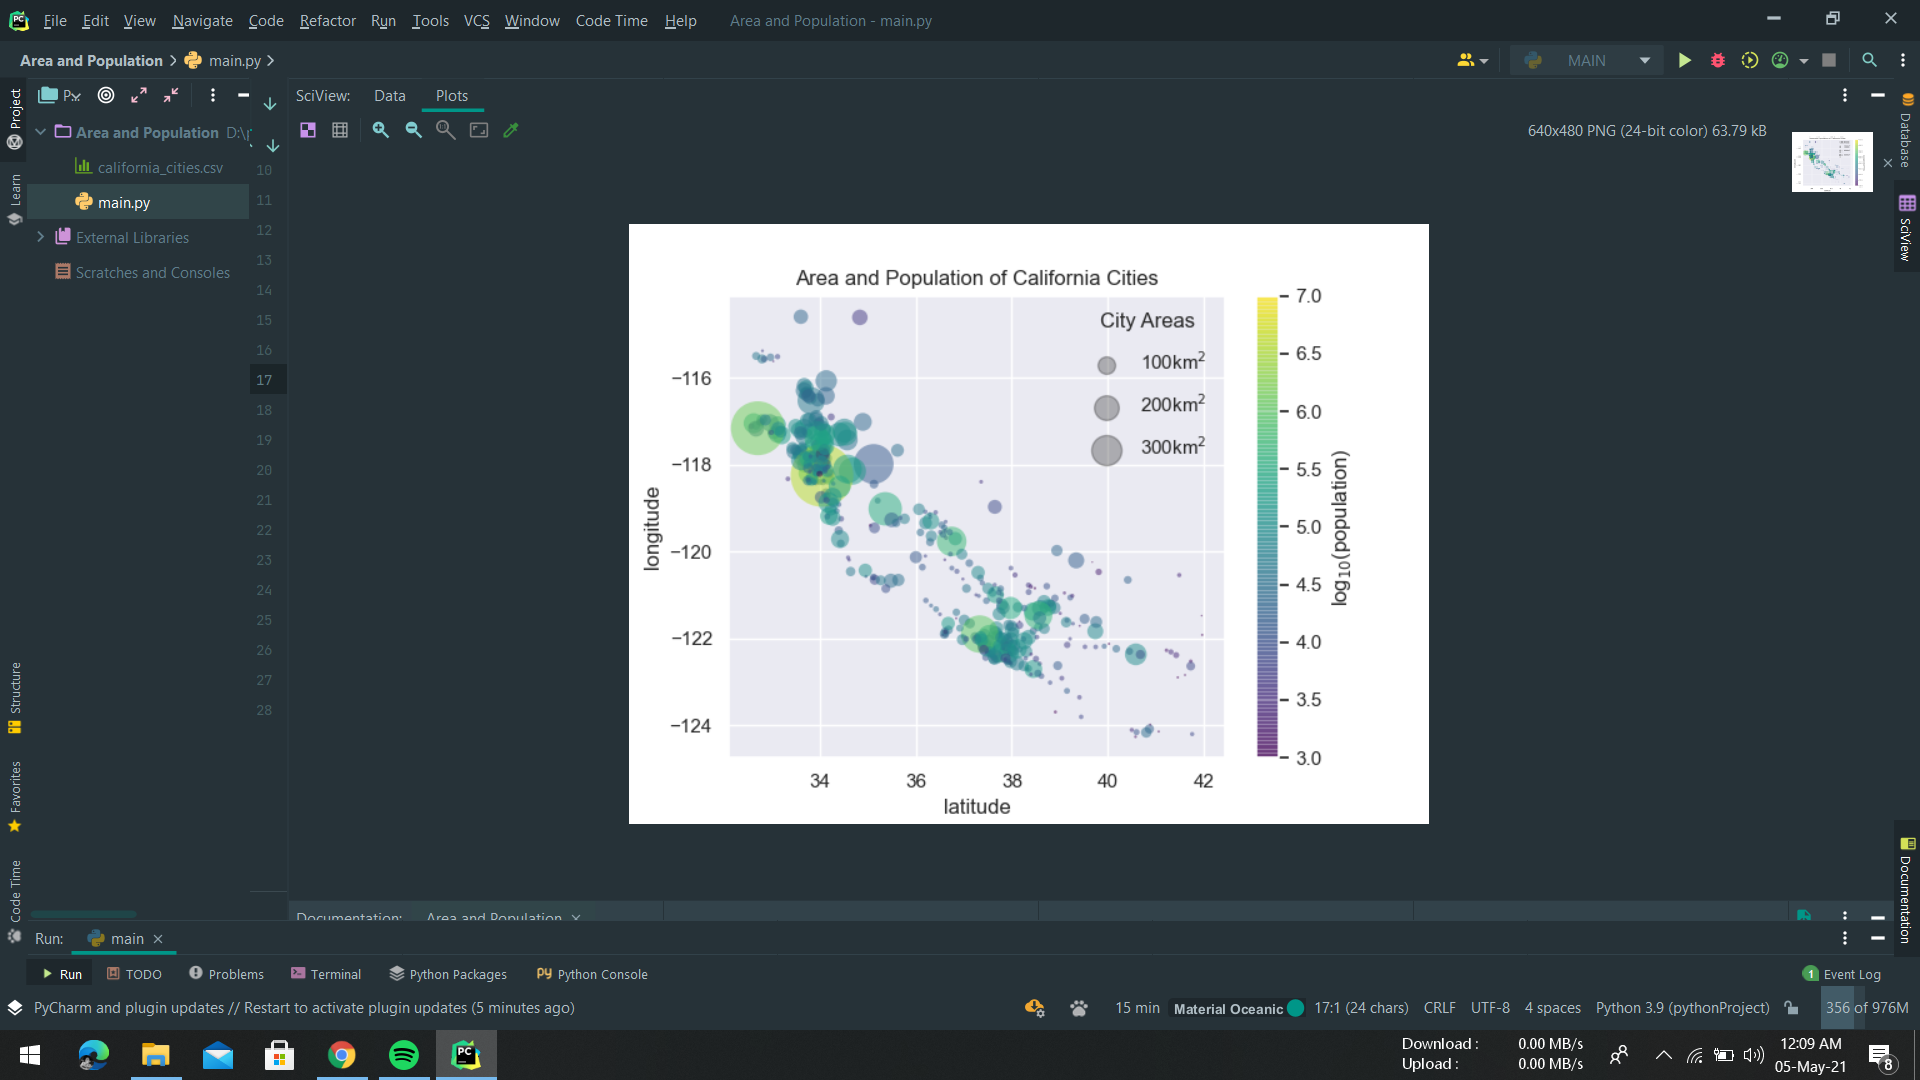 File Edit View Navigate Code Refactor Run Tools VCS Window Code Time Help Area and Population - main.py
Area and Population main.py MAIN
Project
P
SciView: Data Plots
640x480 PNG (24-bit color) 63.79 kB
Area and Population
california_cities.csv
main.py
External Libraries
Scratches and Consoles
Learn
Structure
Favorites
Code Time
10
11
12
13
14
15
16
17
18
19
20
21
22
23
24
25
26
27
28
Area and Population of California Cities
City Areas
100km²
200km²
300km²
−116
−118
−120
−122
−124
longitude
34 36 38 40 42
latitude
7.0
6.5
6.0
5.5
5.0
4.5
4.0
3.5
3.0
log₁₀(population)
Database
SciView
Documentation
Documentation: Area and Population
Run: main
Run TODO Problems Terminal Python Packages Python Console 1 Event Log
PyCharm and plugin updates // Restart to activate plugin updates (5 minutes ago) 15 min Material Oceanic 17:1 (24 chars) CRLF UTF-8 4 spaces Python 3.9 (pythonProject) 356 of 976M
Download : 0.00 MB/s
Upload : 0.00 MB/s
12:09 AM
05-May-21
8